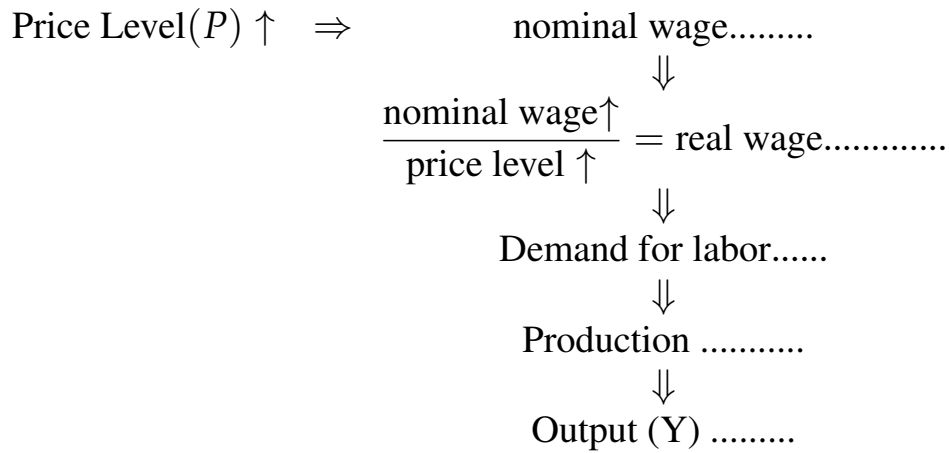 Price Level(P) ↑ ⇒ nominal wage.........
⇓
nominal wage↑
price level ↑
= real wage.............
⇓
Demand for labor......
⇓
Production ...........
⇓
Output (Y) .........